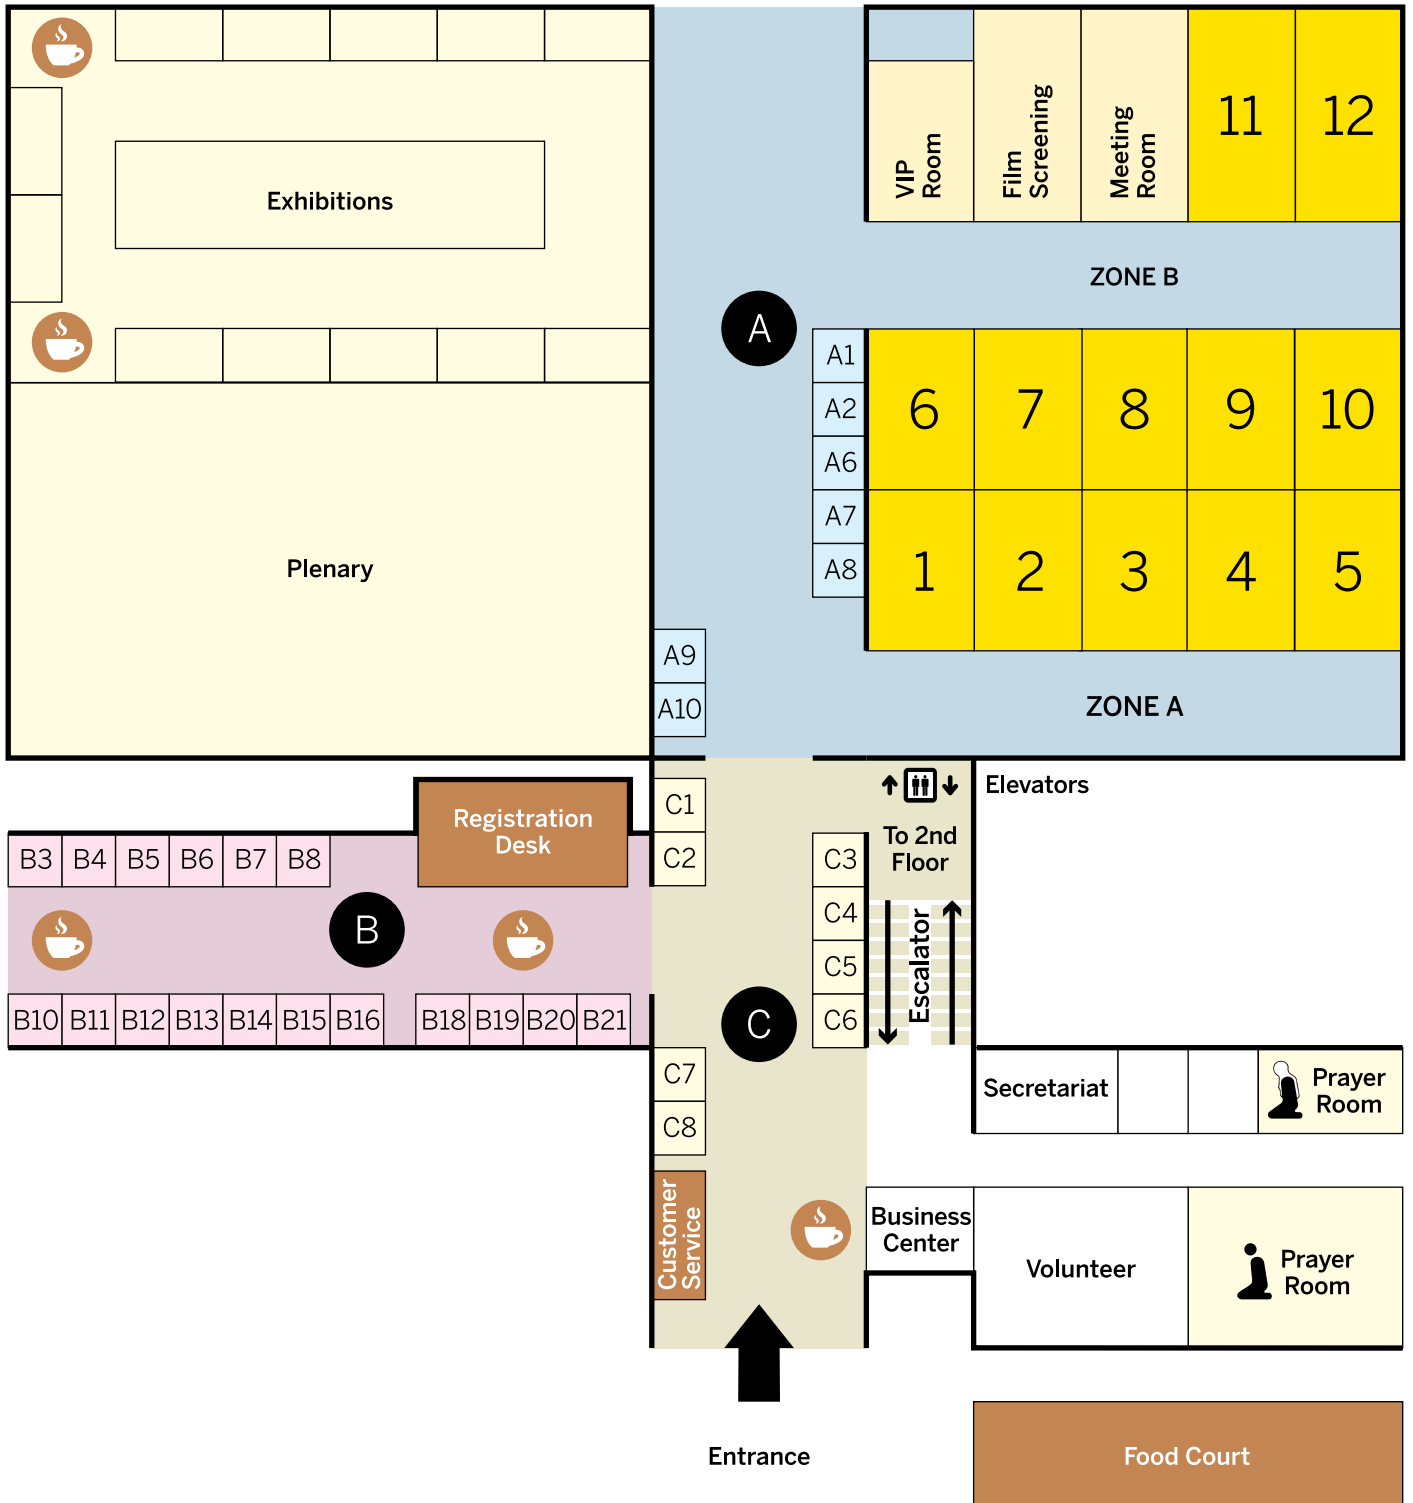 VIP
Room
Film
Screening
Meeting
Room
11
12
Exhibitions
ZONE B
A
A1
A2
A6
A7
A8
6
7
8
9
10
1
2
3
4
5
Plenary
A9
A10
ZONE A
Elevators
To 2nd
Floor
Escalator
Registration
Desk
C1
C2
C3
C4
C5
C6
B3
B4
B5
B6
B7
B8
B
B10
B11
B12
B13
B14
B15
B16
B18
B19
B20
B21
C
C7
C8
Secretariat
Prayer
Room
Customer
Service
Business
Center
Volunteer
Prayer
Room
Entrance
Food Court